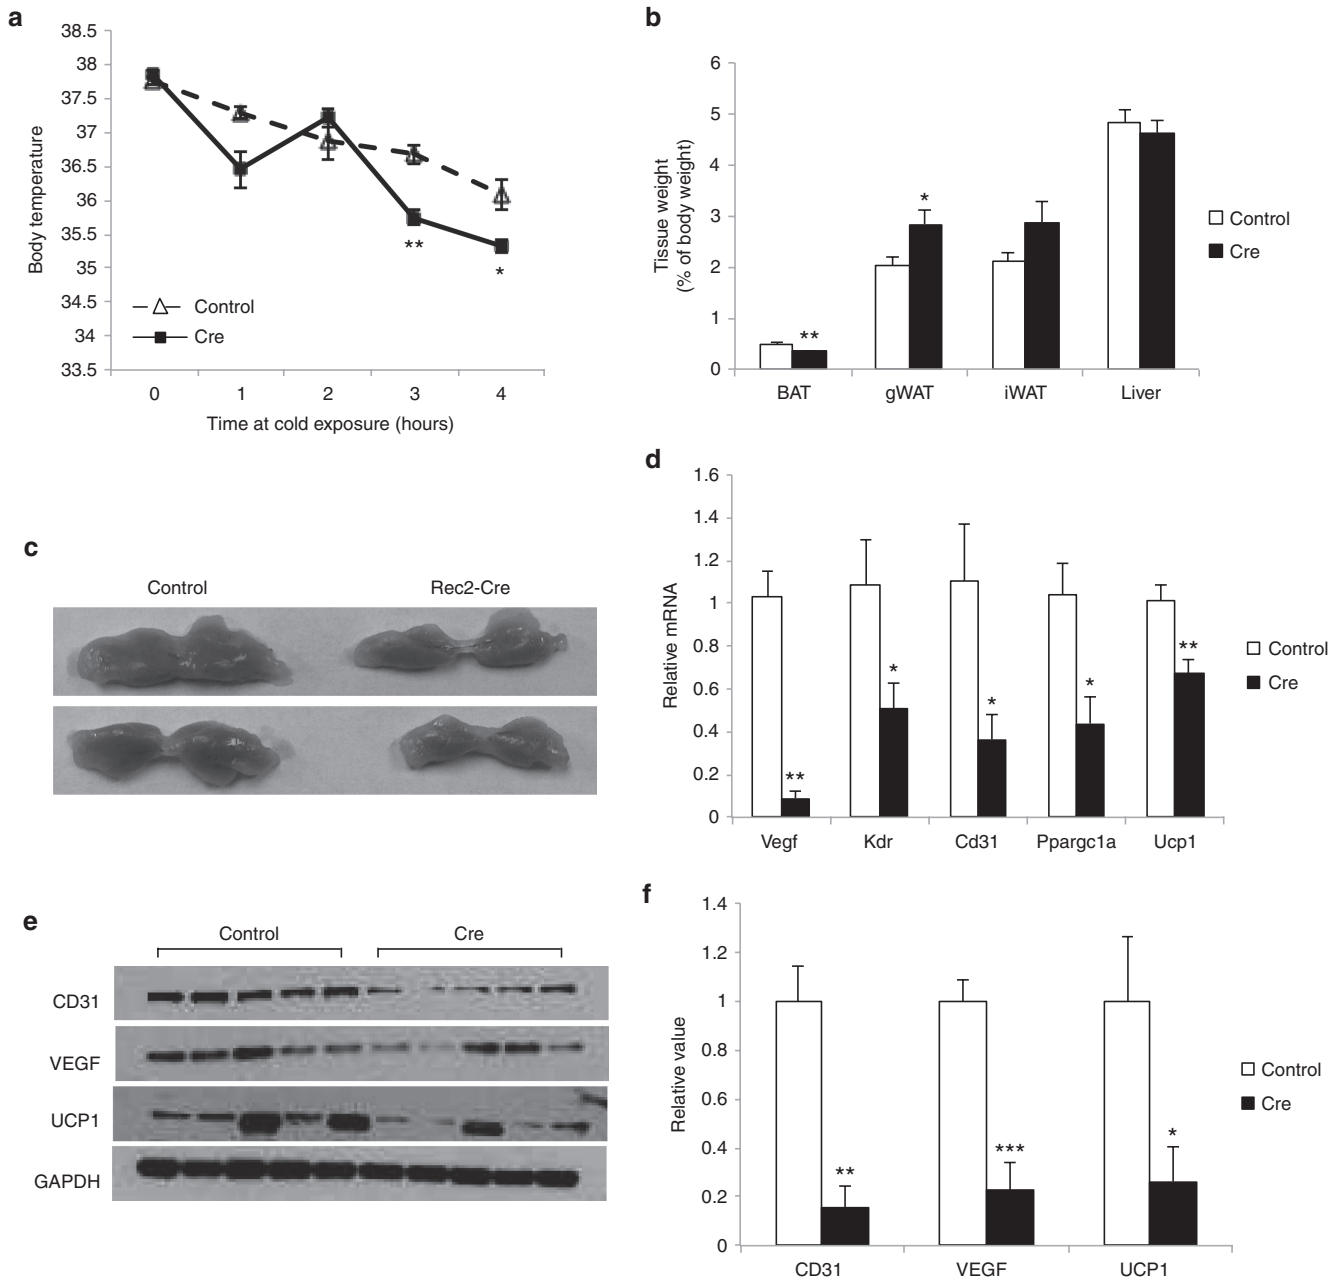 a
38.5
38
37.5
37
36.5
36
35.5
35
34.5
34
33.5
Body temperature
**
*
Control
Cre
0 1 2 3 4
Time at cold exposure (hours)
b
6
5
4
3
2
1
0
Tissue weight
(% of body weight)
**
*
BAT gWAT iWAT Liver
Control
Cre
c
Control Rec2-Cre
d
1.6
1.4
1.2
1
0.8
0.6
0.4
0.2
0
Relative mRNA
**
*
*
*
**
Vegf Kdr Cd31 Ppargc1a Ucp1
Control
Cre
e
Control Cre
CD31
VEGF
UCP1
GAPDH
f
1.4
1.2
1
0.8
0.6
0.4
0.2
0
Relative value
**
***
*
CD31 VEGF UCP1
Control
Cre